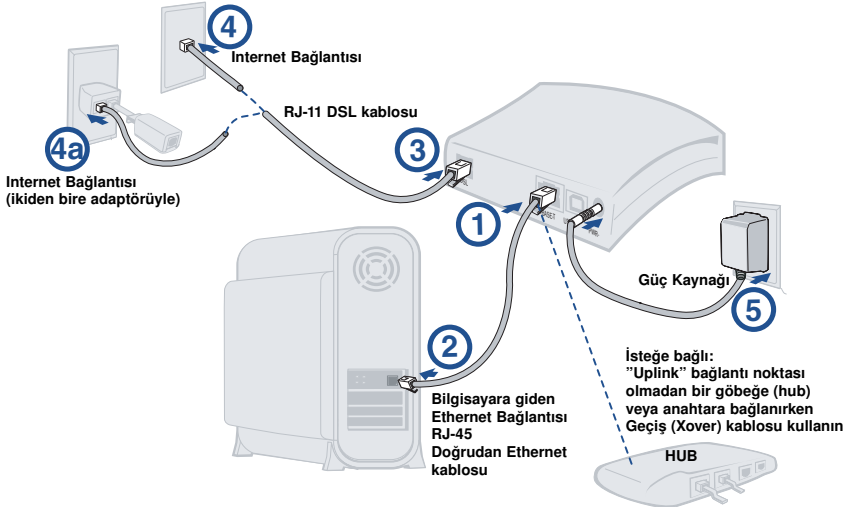 4
Internet Bağlantısı
RJ-11 DSL kablosu
4a
Internet Bağlantısı
(ikiden bire adaptörüyle)
3
1
PWR
Güç Kaynağı
5
2
Bilgisayara giden
Ethernet Bağlantısı
RJ-45
Doğrudan Ethernet
kablosu
İsteğe bağlı:
”Uplink” bağlantı noktası
olmadan bir göbeğe (hub)
veya anahtara bağlanırken
Geçiş (Xover) kablosu kullanın
HUB